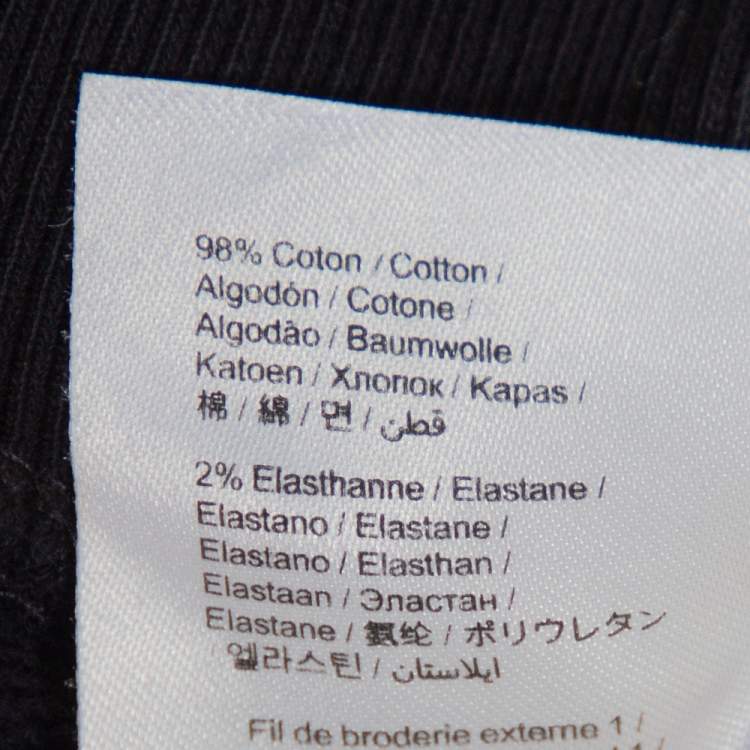 98% Coton / Cotton /
Algodón / Cotone /
Algodão / Baumwolle /
Katoen / Хлопок / Kapas /
棉 / 綿 / 면 / قطن
2% Elasthanne / Elastane /
Elastano / Elastane /
Elastano / Elasthan /
Elastaan / Эластан /
Elastane / 氨纶 / ポリウレタン
엘라스틴 / ايلاستان
Fil de broderie externe 1 /